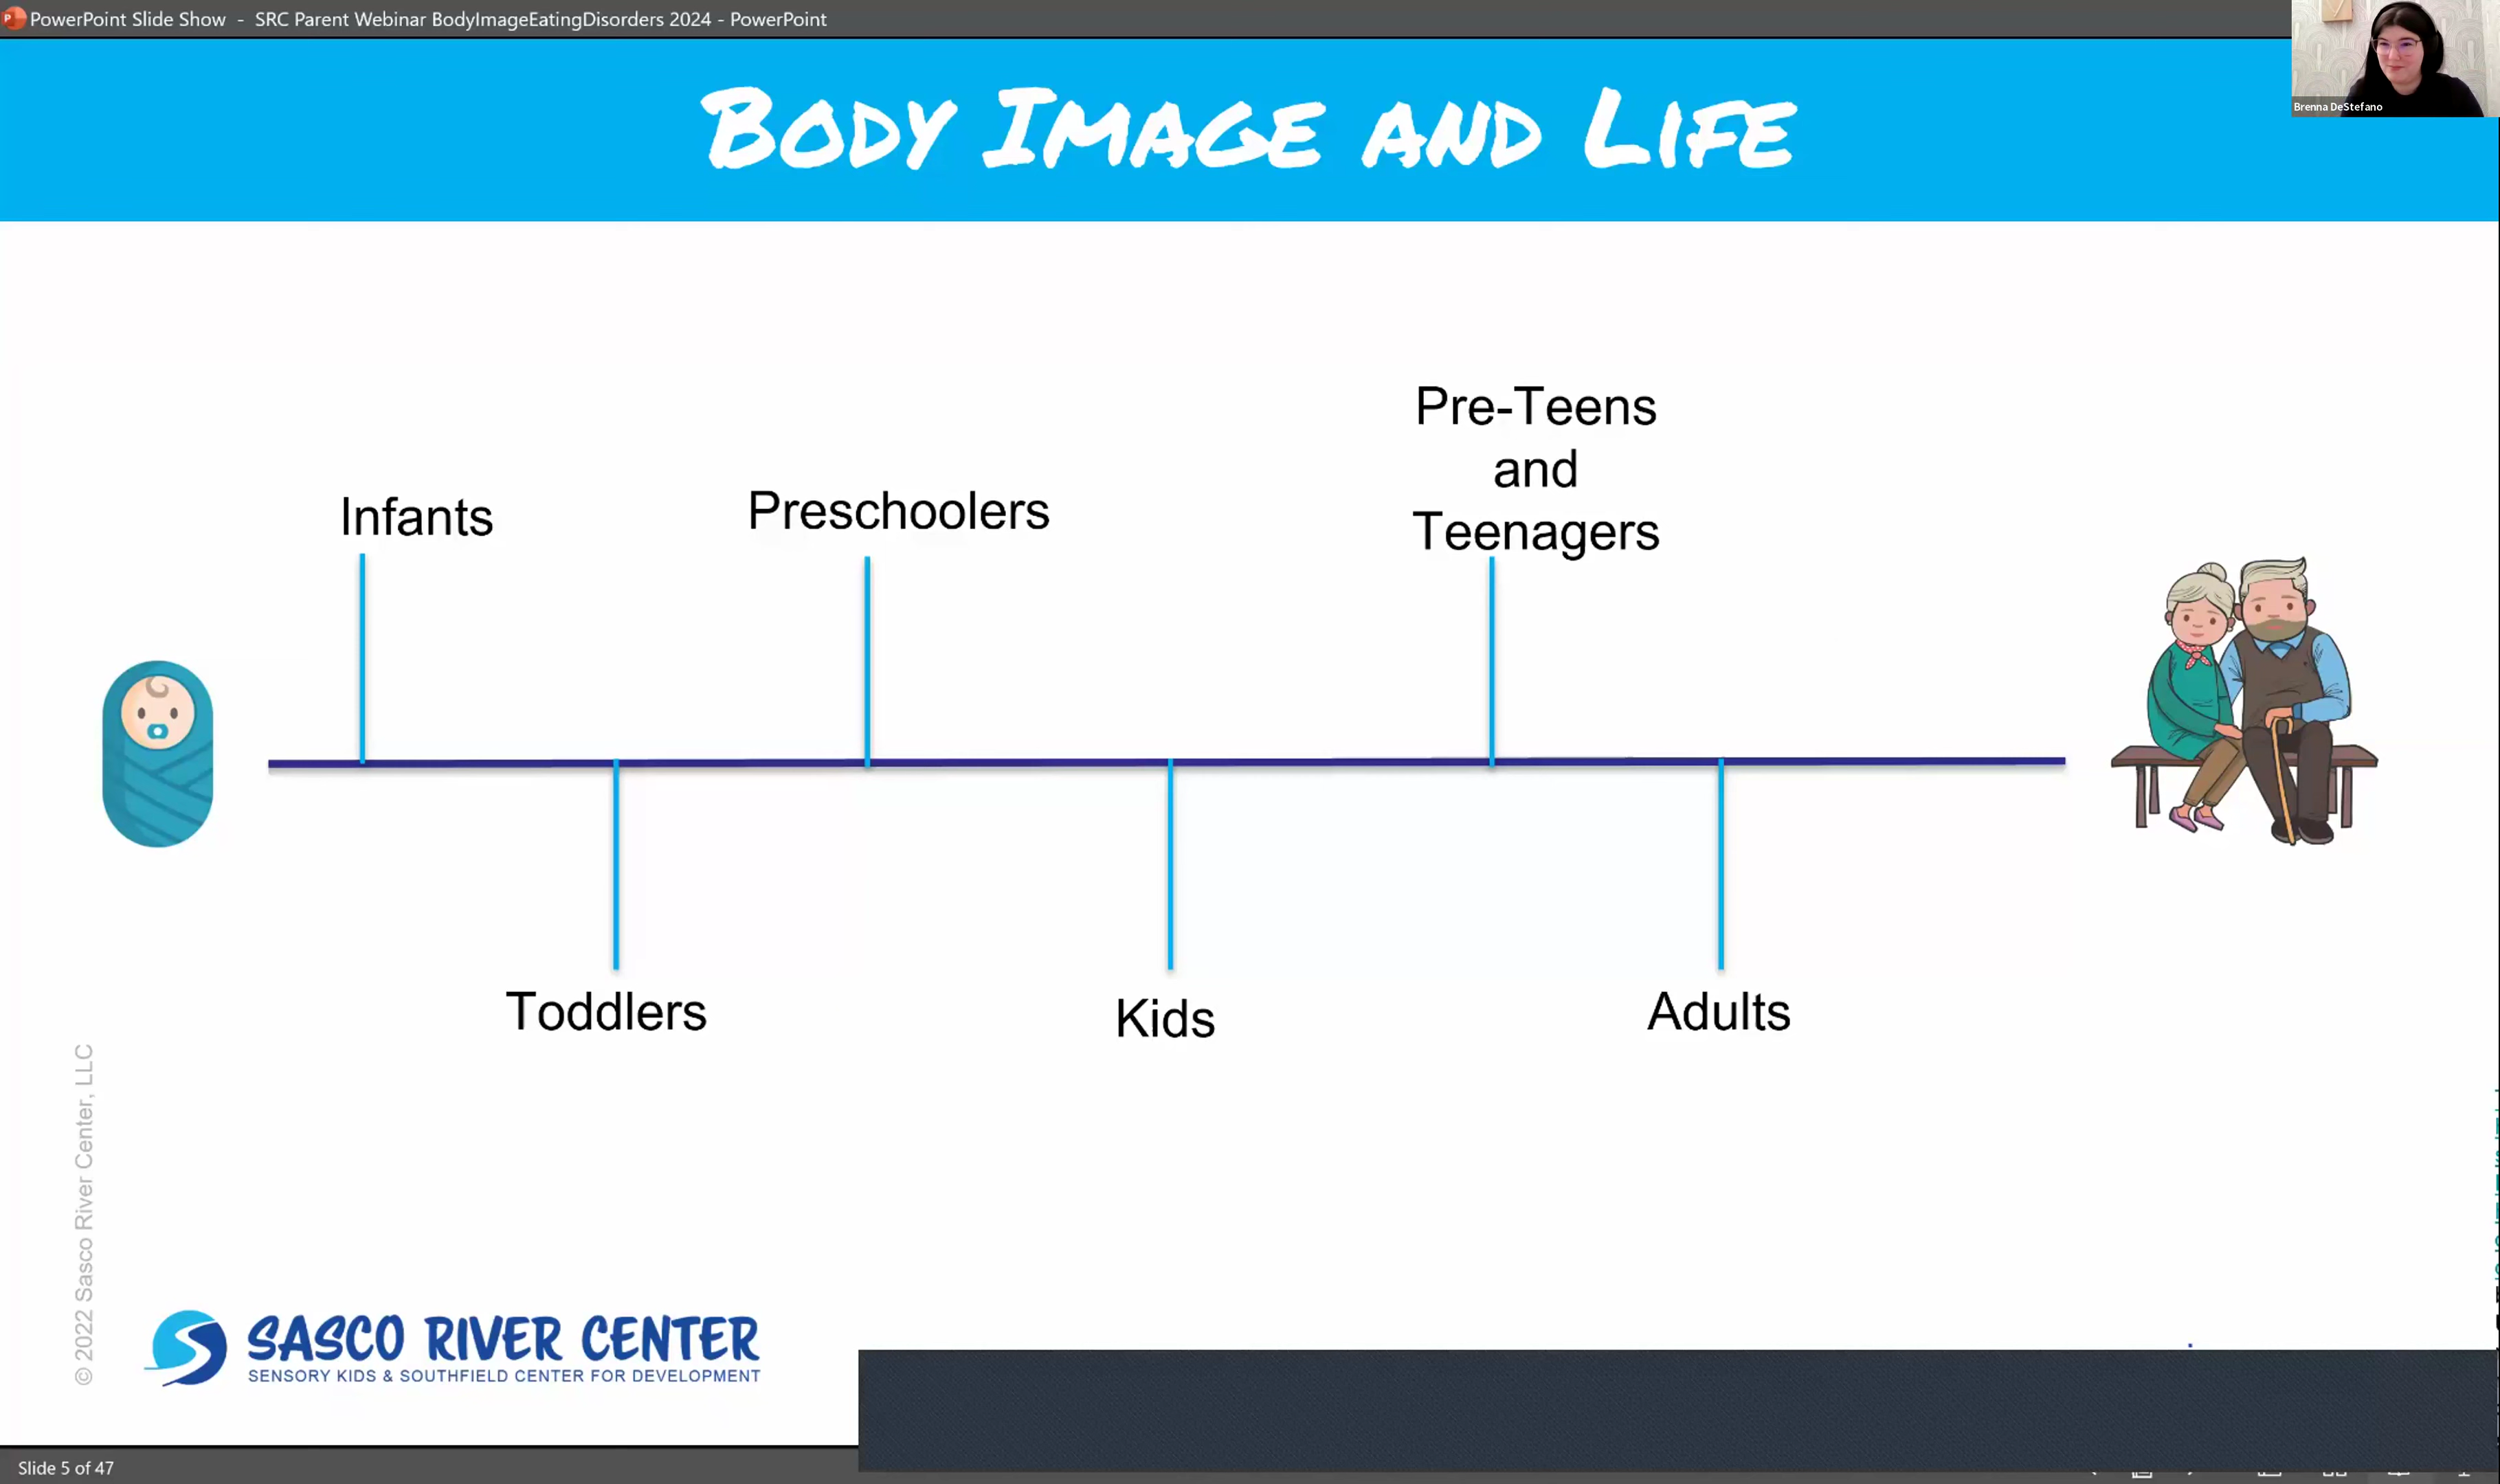 PowerPoint Slide Show - SRC Parent Webinar BodyImageEatingDisorders 2024 - PowerPoint
Brenna DeStefano
Body Image and Life
Pre-Teens
and
Teenagers
Infants
Preschoolers
Toddlers
Kids
Adults
© 2022 Sasco River Center, LLC
SASCO RIVER CENTER
SENSORY KIDS & SOUTHFIELD CENTER FOR DEVELOPMENT
Slide 5 of 47